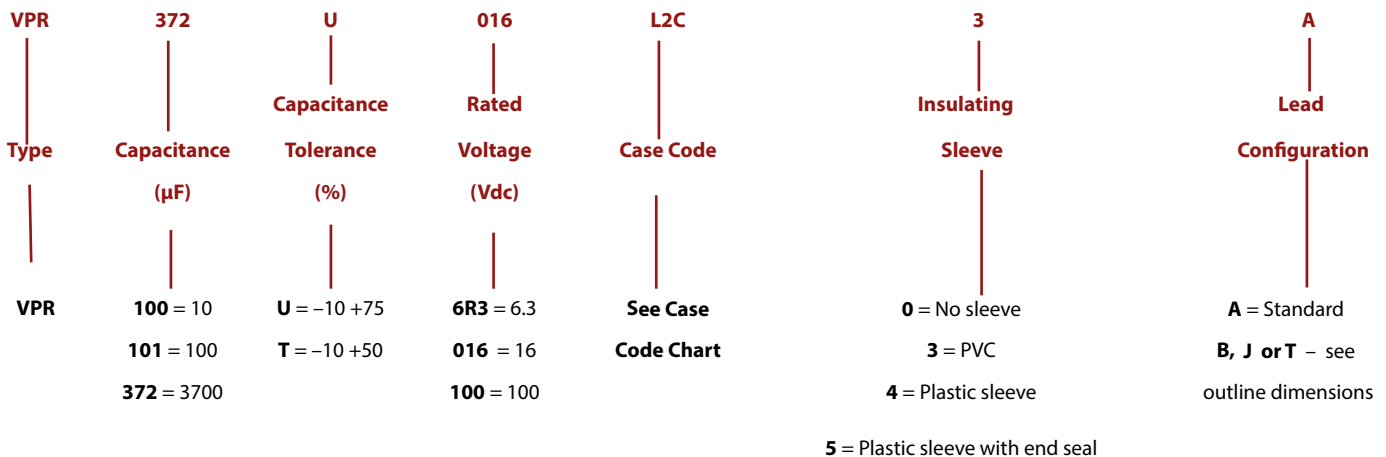 VPR 372 U 016 L2C 3 A
Capacitance Rated Insulating Lead
Type Capacitance Tolerance Voltage Case Code Sleeve Configuration
(µF) (%) (Vdc)
VPR 100 = 10 U = –10 +75 6R3 = 6.3 See Case 0 = No sleeve A = Standard
101 = 100 T = –10 +50 016 = 16 Code Chart 3 = PVC B, J or T – see
372 = 3700 100 = 100 4 = Plastic sleeve outline dimensions
5 = Plastic sleeve with end seal